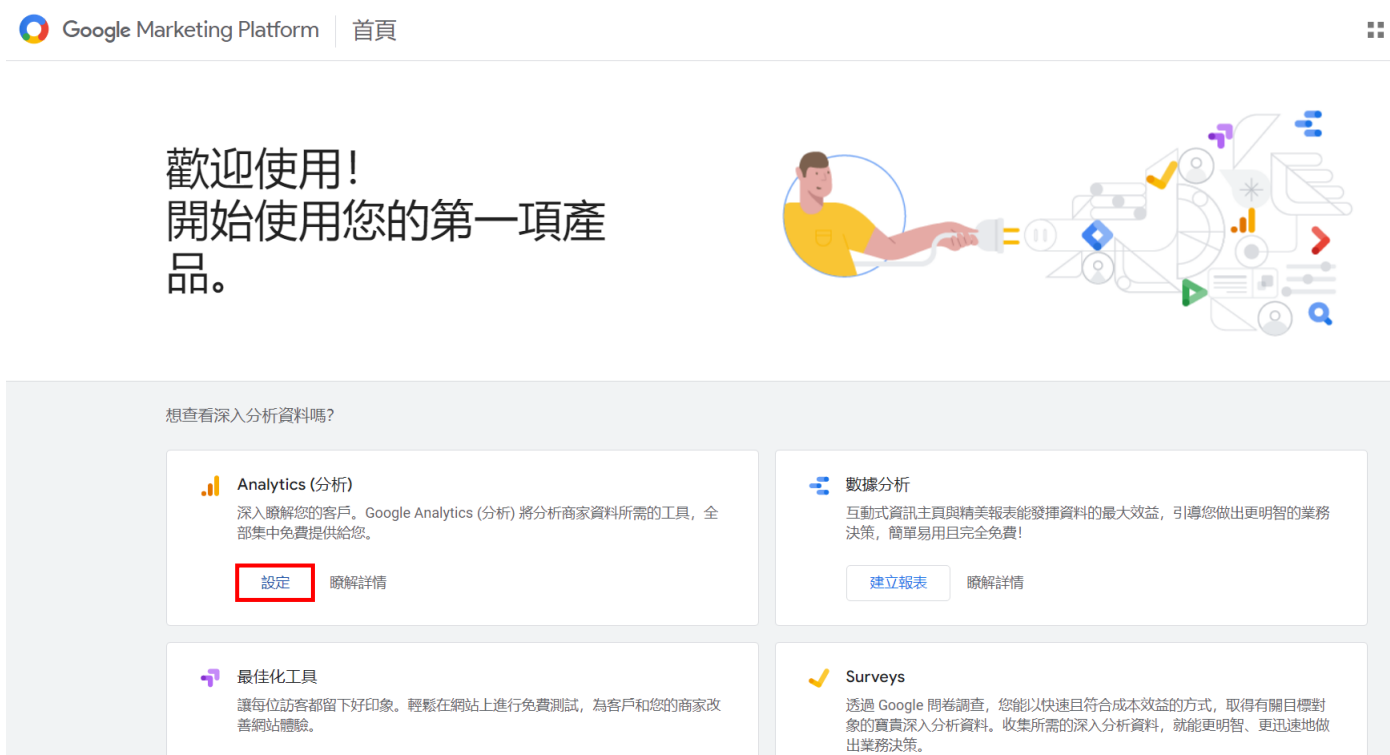 Google Marketing Platform 首頁
歡迎使用!
開始使用您的第一項產
品。
想查看深入分析資料嗎?
Analytics (分析)
深入瞭解您的客戶。Google Analytics (分析) 將分析商家資料所需的工具，全
部集中免費提供給您。
設定 瞭解詳情
數據分析
互動式資訊主頁與精美報表能發揮資料的最大效益，引導您做出更明智的業務
決策，簡單易用且完全免費!
建立報表 瞭解詳情
最佳化工具
讓每位訪客都留下好印象。輕鬆在網站上進行免費測試，為客戶和您的商家改
善網站體驗。
Surveys
透過 Google 問卷調查，您能以快速且符合成本效益的方式，取得有關目標對
象的寶貴深入分析資料。收集所需的深入分析資料，就能更明智、更迅速地做
出業務決策。